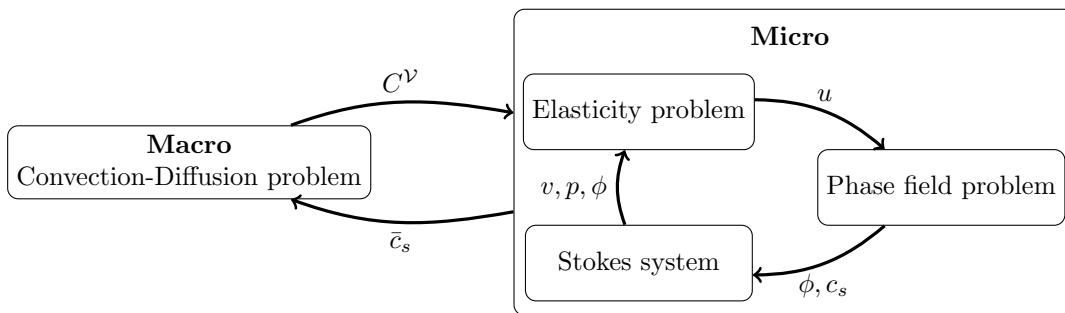 Micro
C^𝒱
Elasticity problem
u
Macro
Convection-Diffusion problem
Phase field problem
v, p, ϕ
c̄_s
Stokes system
ϕ, c_s